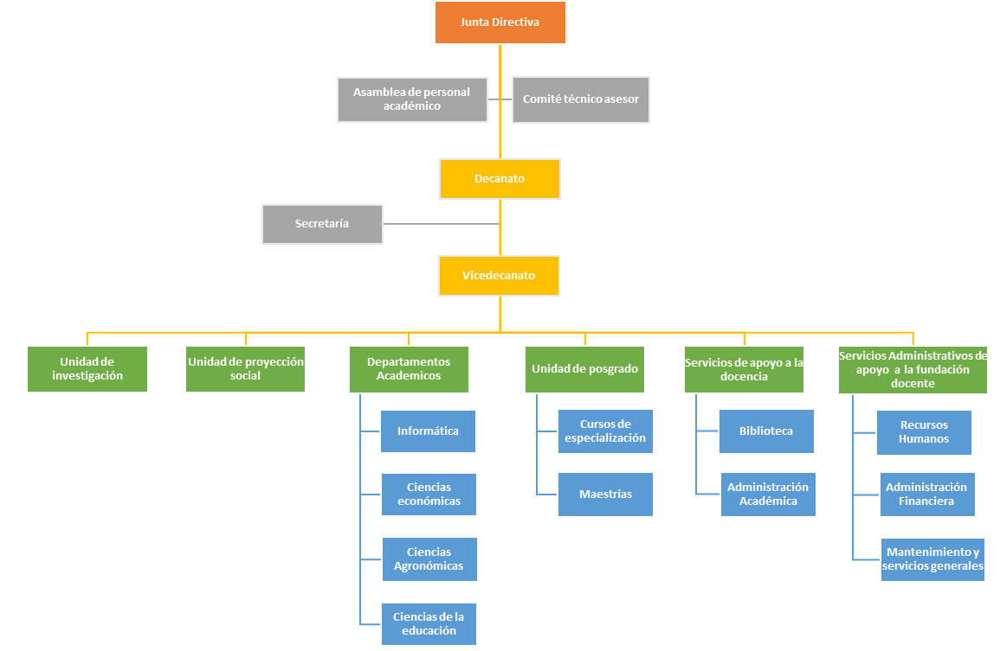 Junta Directiva
Asamblea de personal
académico
Comité técnico asesor
Decanato
Secretaría
Vicedecanato
Unidad de
investigación
Unidad de proyección
social
Departamentos
Academicos
Unidad de posgrado
Servicios de apoyo a la
docencia
Servicios Administrativos de
apoyo a la fundación
docente
Informática
Ciencias
económicas
Ciencias
Agronómicas
Ciencias de la
educación
Cursos de
especialización
Maestrías
Biblioteca
Administración
Académica
Recursos
Humanos
Administración
Financiera
Mantenimiento y
servicios generales